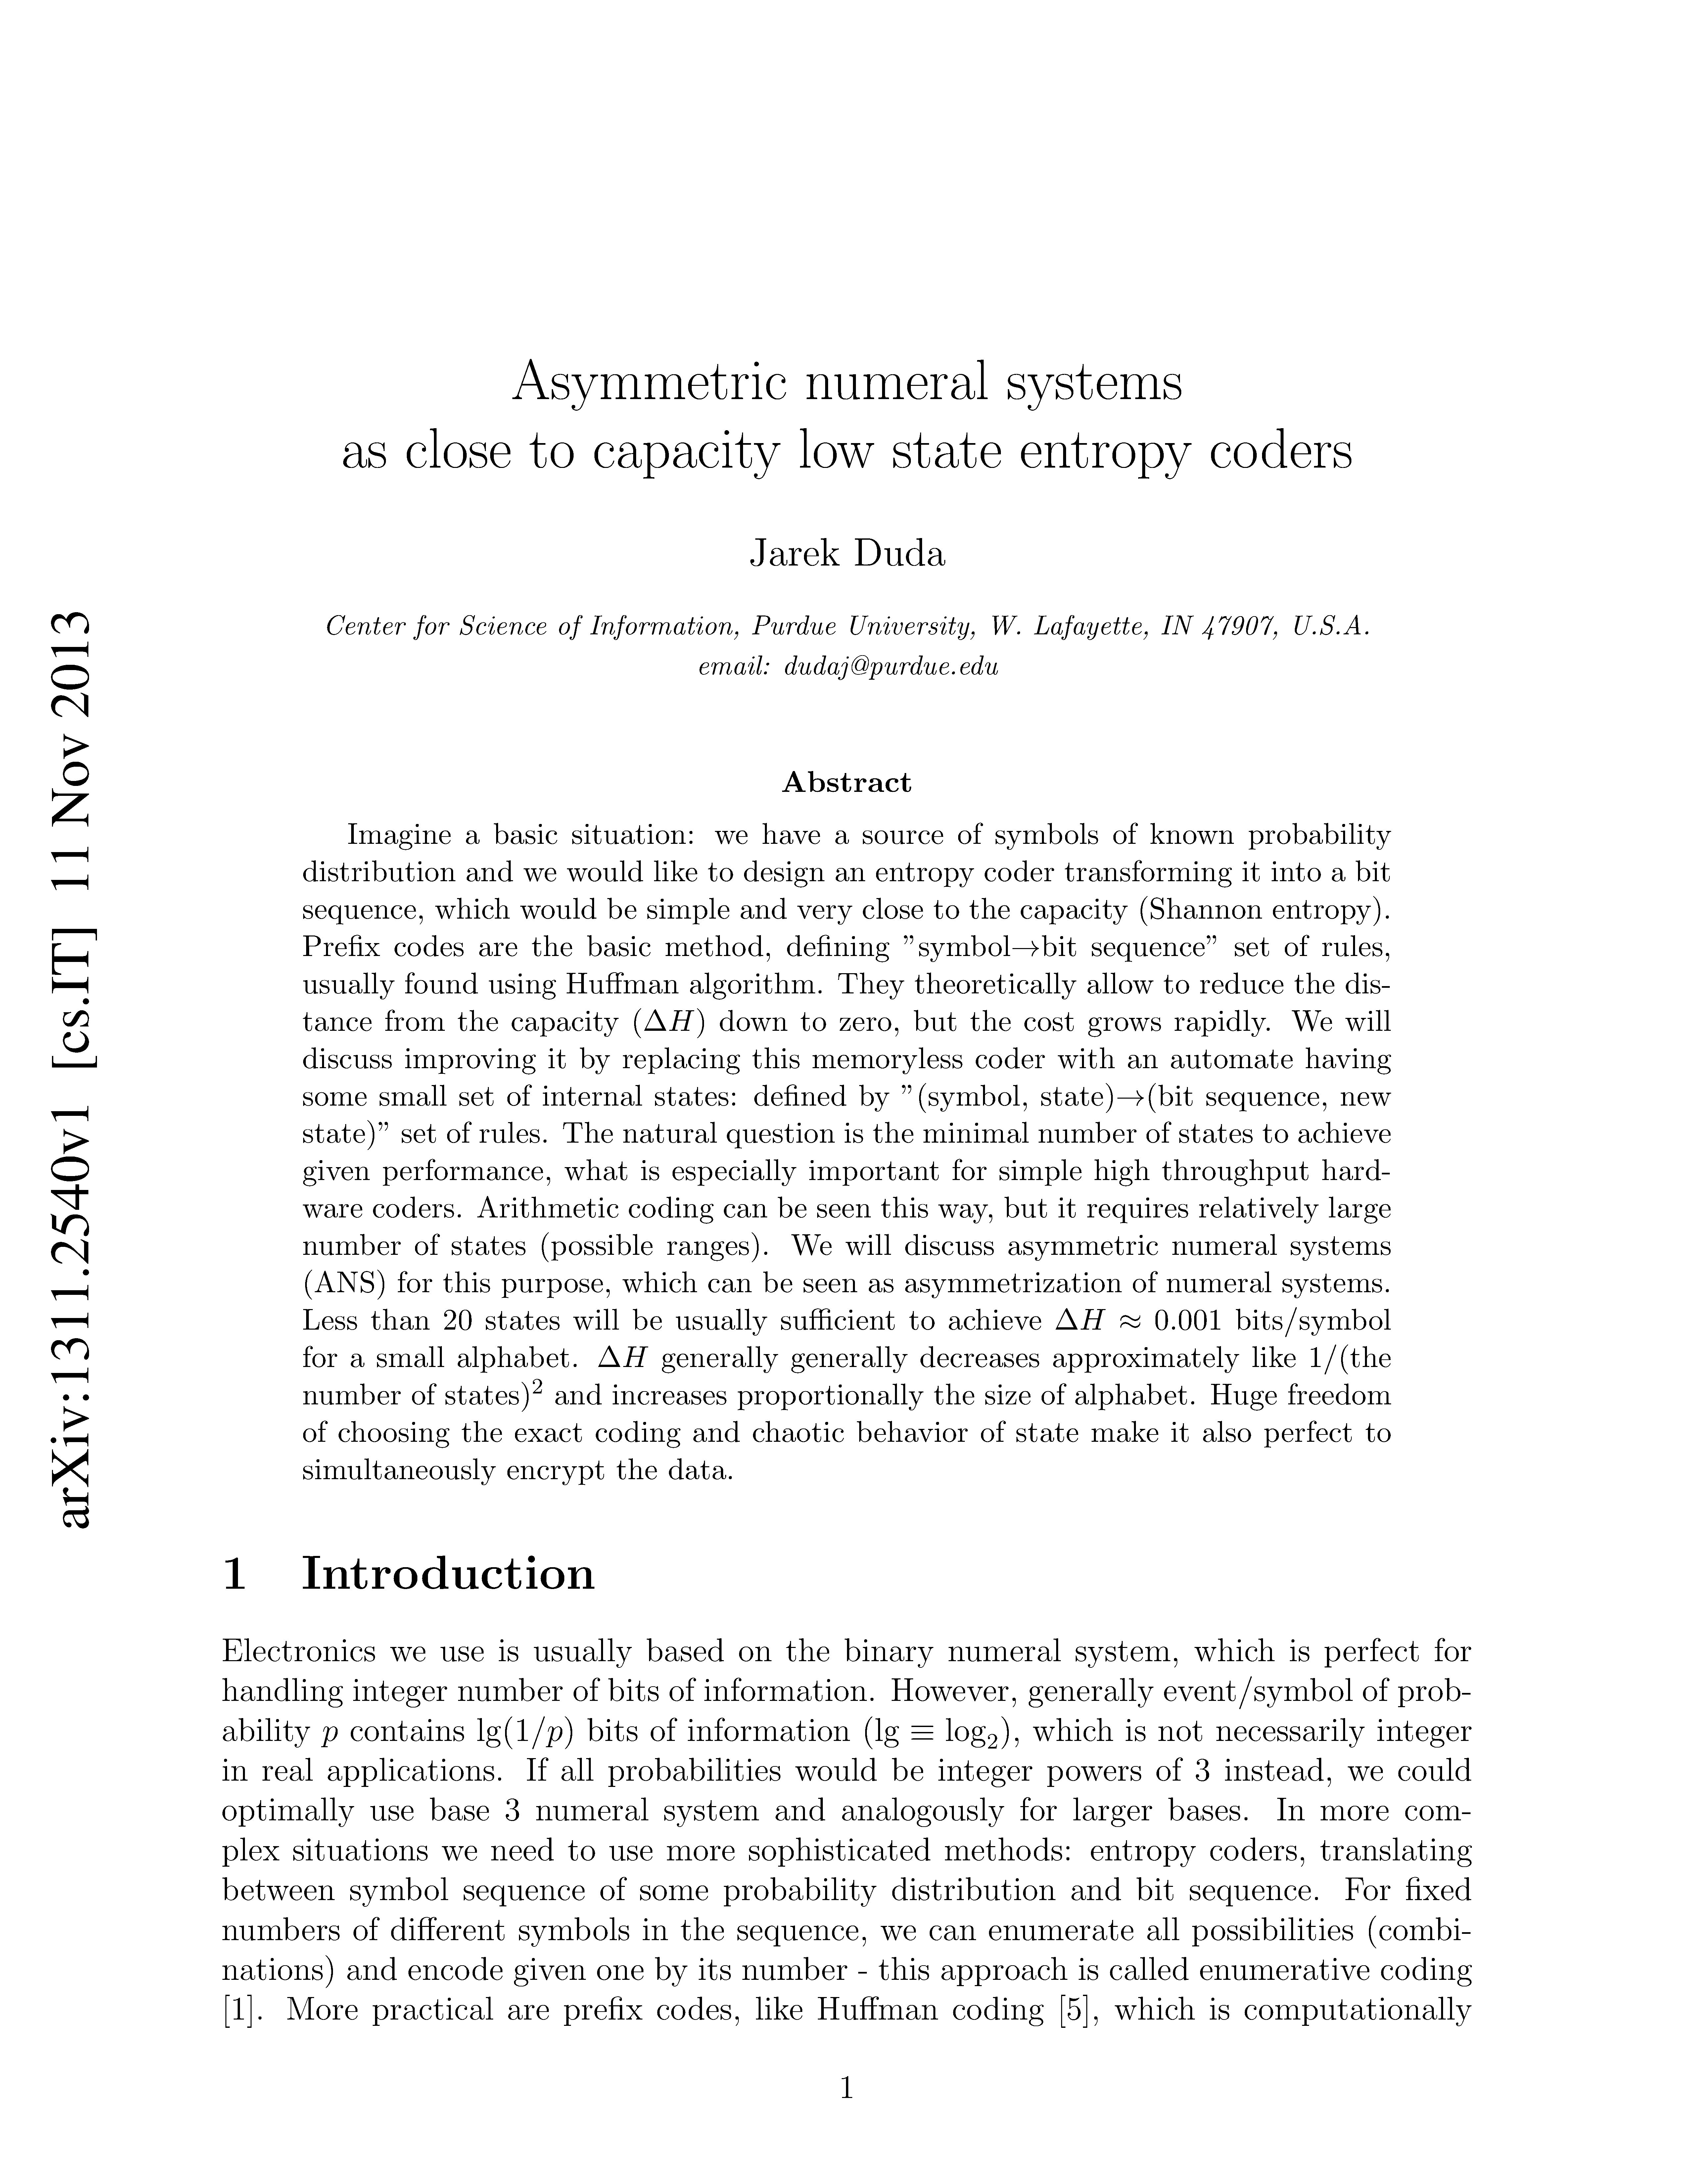 Asymmetric numeral systems
as close to capacity low state entropy coders
Jarek Duda
Center for Science of Information, Purdue University, W. Lafayette, IN 47907, U.S.A.
email: dudaj@purdue.edu
arXiv:1311.2540v1 [cs.IT] 11 Nov 2013
Abstract
Imagine a basic situation: we have a source of symbols of known probability
distribution and we would like to design an entropy coder transforming it into a bit
sequence, which would be simple and very close to the capacity (Shannon entropy).
Prefix codes are the basic method, defining ”symbol→bit sequence” set of rules,
usually found using Huffman algorithm. They theoretically allow to reduce the dis-
tance from the capacity (ΔH) down to zero, but the cost grows rapidly. We will
discuss improving it by replacing this memoryless coder with an automate having
some small set of internal states: defined by ”(symbol, state)→(bit sequence, new
state)” set of rules. The natural question is the minimal number of states to achieve
given performance, what is especially important for simple high throughput hard-
ware coders. Arithmetic coding can be seen this way, but it requires relatively large
number of states (possible ranges). We will discuss asymmetric numeral systems
(ANS) for this purpose, which can be seen as asymmetrization of numeral systems.
Less than 20 states will be usually sufficient to achieve ΔH ≈ 0.001 bits/symbol
for a small alphabet. ΔH generally generally decreases approximately like 1/(the
number of states)² and increases proportionally the size of alphabet. Huge freedom
of choosing the exact coding and chaotic behavior of state make it also perfect to
simultaneously encrypt the data.
1 Introduction
Electronics we use is usually based on the binary numeral system, which is perfect for
handling integer number of bits of information. However, generally event/symbol of prob-
ability p contains lg(1/p) bits of information (lg ≡ log₂), which is not necessarily integer
in real applications. If all probabilities would be integer powers of 3 instead, we could
optimally use base 3 numeral system and analogously for larger bases. In more com-
plex situations we need to use more sophisticated methods: entropy coders, translating
between symbol sequence of some probability distribution and bit sequence. For fixed
numbers of different symbols in the sequence, we can enumerate all possibilities (combi-
nations) and encode given one by its number - this approach is called enumerative coding
[1]. More practical are prefix codes, like Huffman coding [5], which is computationally
1